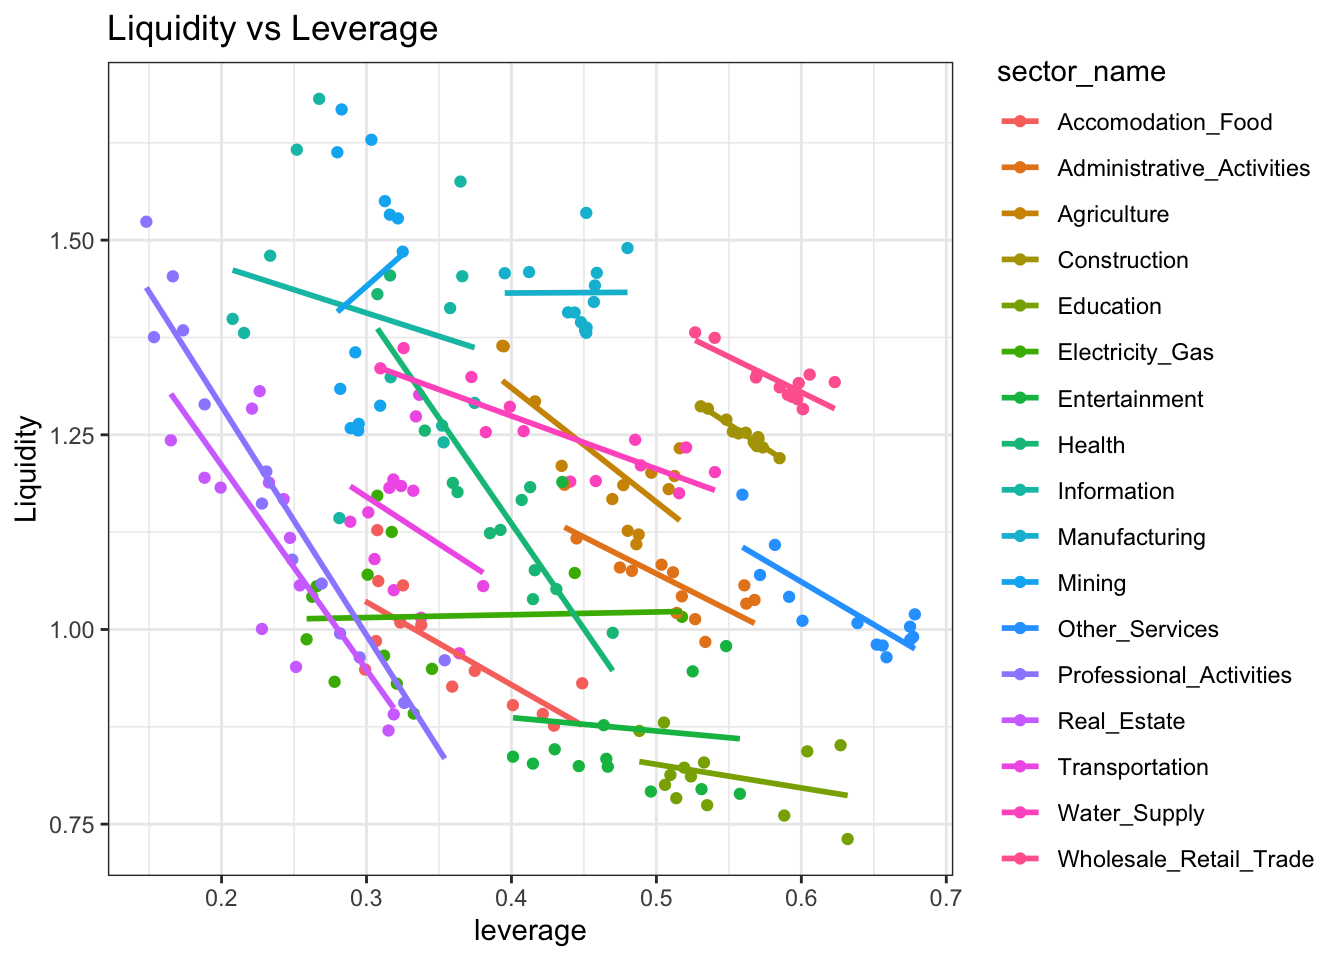 Liquidity vs Leverage
sector_name
Accomodation_Food
Administrative_Activities
Agriculture
Construction
Education
Electricity_Gas
Entertainment
Health
Information
Manufacturing
Mining
Other_Services
Professional_Activities
Real_Estate
Transportation
Water_Supply
Wholesale_Retail_Trade
Liquidity
1.50
1.25
1.00
0.75
0.2 0.3 0.4 0.5 0.6 0.7
leverage